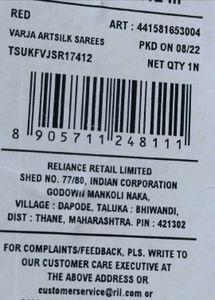 RED
ART : 441581653004
VARJA ARTSILK SAREES
PKD ON 08/22
TSUKFVJSR17412
NET QTY 1N
8 905711 248111
RELIANCE RETAIL LIMITED
SHED NO. 77/80, INDIAN CORPORATION
GODOWN MANKOLI NAKA,
VILLAGE : DAPODE, TALUKA : BHIWANDI,
DIST : THANE, MAHARASHTRA. PIN : 421302
FOR COMPLAINTS/FEEDBACK, PLS. WRITE TO
OUR CUSTOMER CARE EXECUTIVE AT
THE ABOVE ADDRESS OR
customerservice@ril.com or